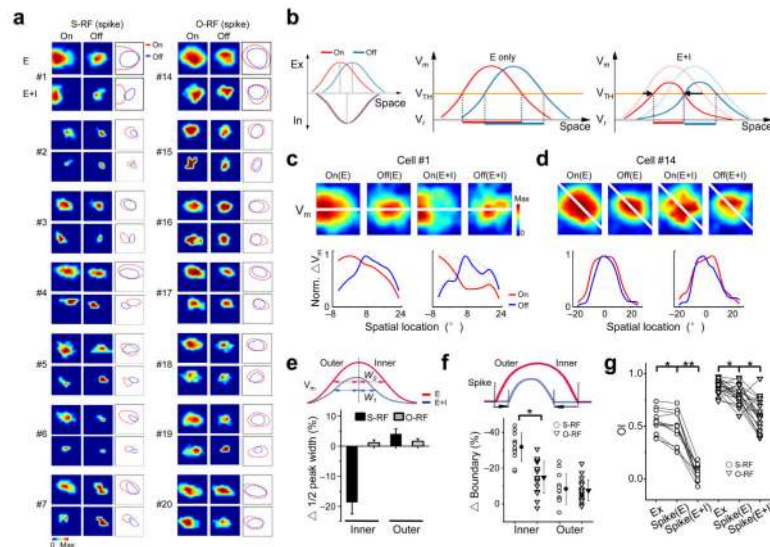 a
S-RF (spike)
O-RF (spike)
On
Off
On
Off
On
Off
E
E+I
#1
#2
#3
#4
#5
#6
#7
#14
#15
#16
#17
#18
#19
#20
0 Max
b
Ex
In
On
Off
Space
E only
Vm
VTH
Vr
Space
E+I
Vm
VTH
Vr
Space
c
Cell #1
On(E)
Off(E)
On(E+I)
Off(E+I)
Max
0
Vm
Norm. △Vm
1
0
-8
8
24
-8
8
24
On
Off
Spatial location (°)
d
Cell #14
On(E)
Off(E)
On(E+I)
Off(E+I)
1
0
-20
0
20
-20
0
20
Spatial location (°)
e
Outer
Inner
Vm
W2
W1
E
E+I
△ 1/2 peak width (%)
10
0
-10
-20
S-RF
O-RF
Inner
Outer
f
Outer
Inner
Spike
△ Boundary (%)
-40
-20
0
20
*
S-RF
O-RF
Inner
Outer
g
OI
1.0
0.5
0.0
*
**
*
*
S-RF
O-RF
Ex
Spike(E)
Spike(E+I)
Ex
Spike(E)
Spike(E+I)